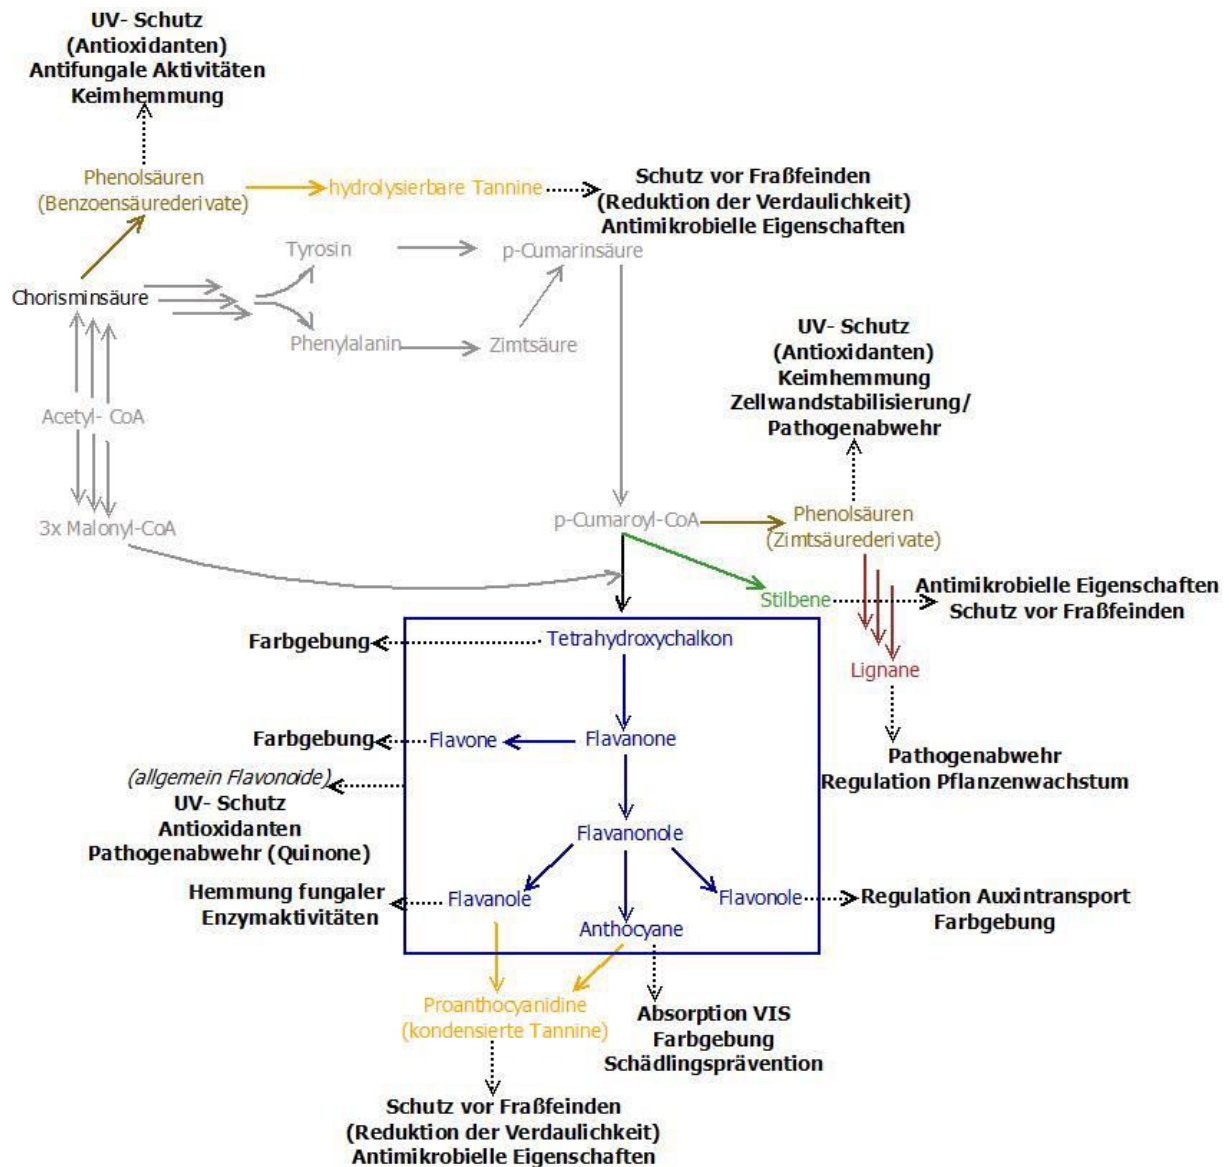 UV- Schutz
(Antioxidanten)
Antifungale Aktivitäten
Keimhemmung
Phenolsäuren
(Benzoensäurederivate)
hydrolysierbare Tannine
Schutz vor Fraßfeinden
(Reduktion der Verdaulichkeit)
Antimikrobielle Eigenschaften
Tyrosin
p-Cumarinsäure
Chorisminsäure
Phenylalanin
Zimtsäure
UV- Schutz
(Antioxidanten)
Keimhemmung
Zellwandstabilisierung/
Pathogenabwehr
Acetyl- CoA
3x Malonyl-CoA
p-Cumaroyl-CoA
Phenolsäuren
(Zimtsäurederivate)
Stilbene
Antimikrobielle Eigenschaften
Schutz vor Fraßfeinden
Farbgebung
Tetrahydroxychalkon
Lignane
Farbgebung
Flavone
Flavanone
Pathogenabwehr
Regulation Pflanzenwachstum
(allgemein Flavonoide)
UV- Schutz
Antioxidanten
Pathogenabwehr (Quinone)
Flavanonole
Hemmung fungaler
Enzymaktivitäten
Flavanole
Flavonole
Regulation Auxintransport
Farbgebung
Anthocyane
Proanthocyanidine
(kondensierte Tannine)
Absorption VIS
Farbgebung
Schädlingsprävention
Schutz vor Fraßfeinden
(Reduktion der Verdaulichkeit)
Antimikrobielle Eigenschaften